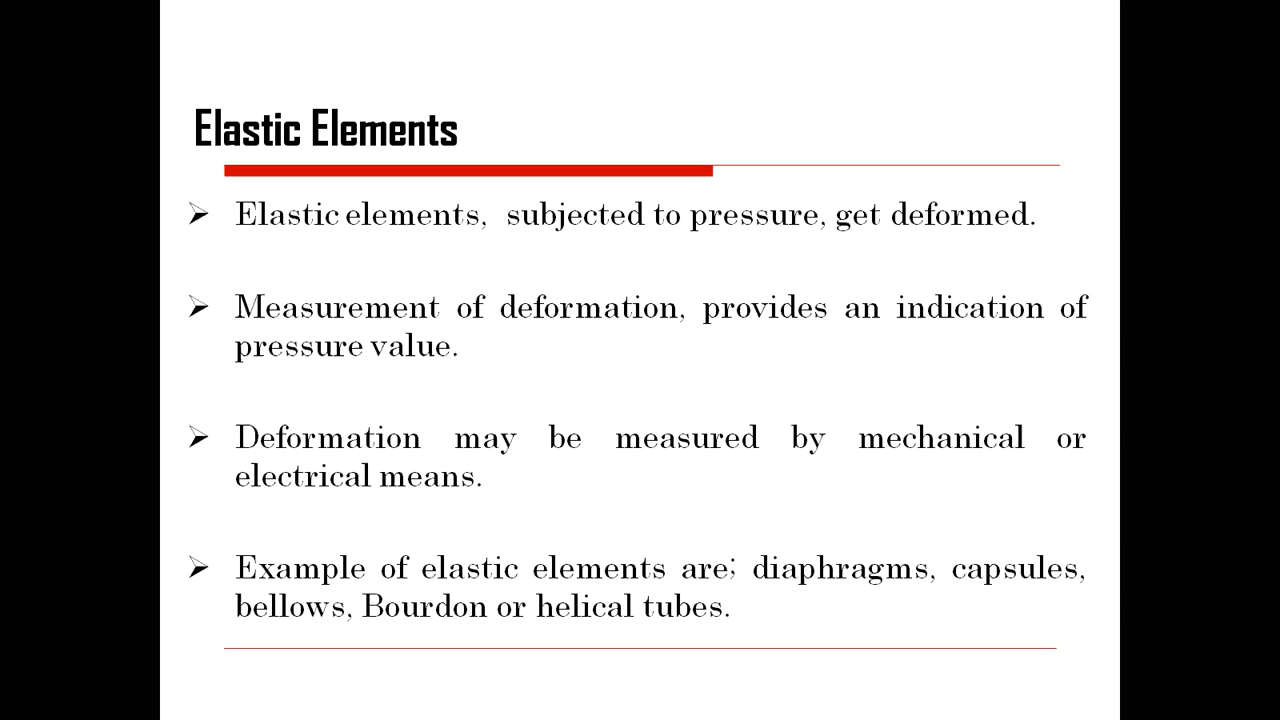 Elastic Elements
➢ Elastic elements, subjected to pressure, get deformed.
➢ Measurement of deformation, provides an indication of
pressure value.
➢ Deformation may be measured by mechanical or
electrical means.
➢ Example of elastic elements are; diaphragms, capsules,
bellows, Bourdon or helical tubes.